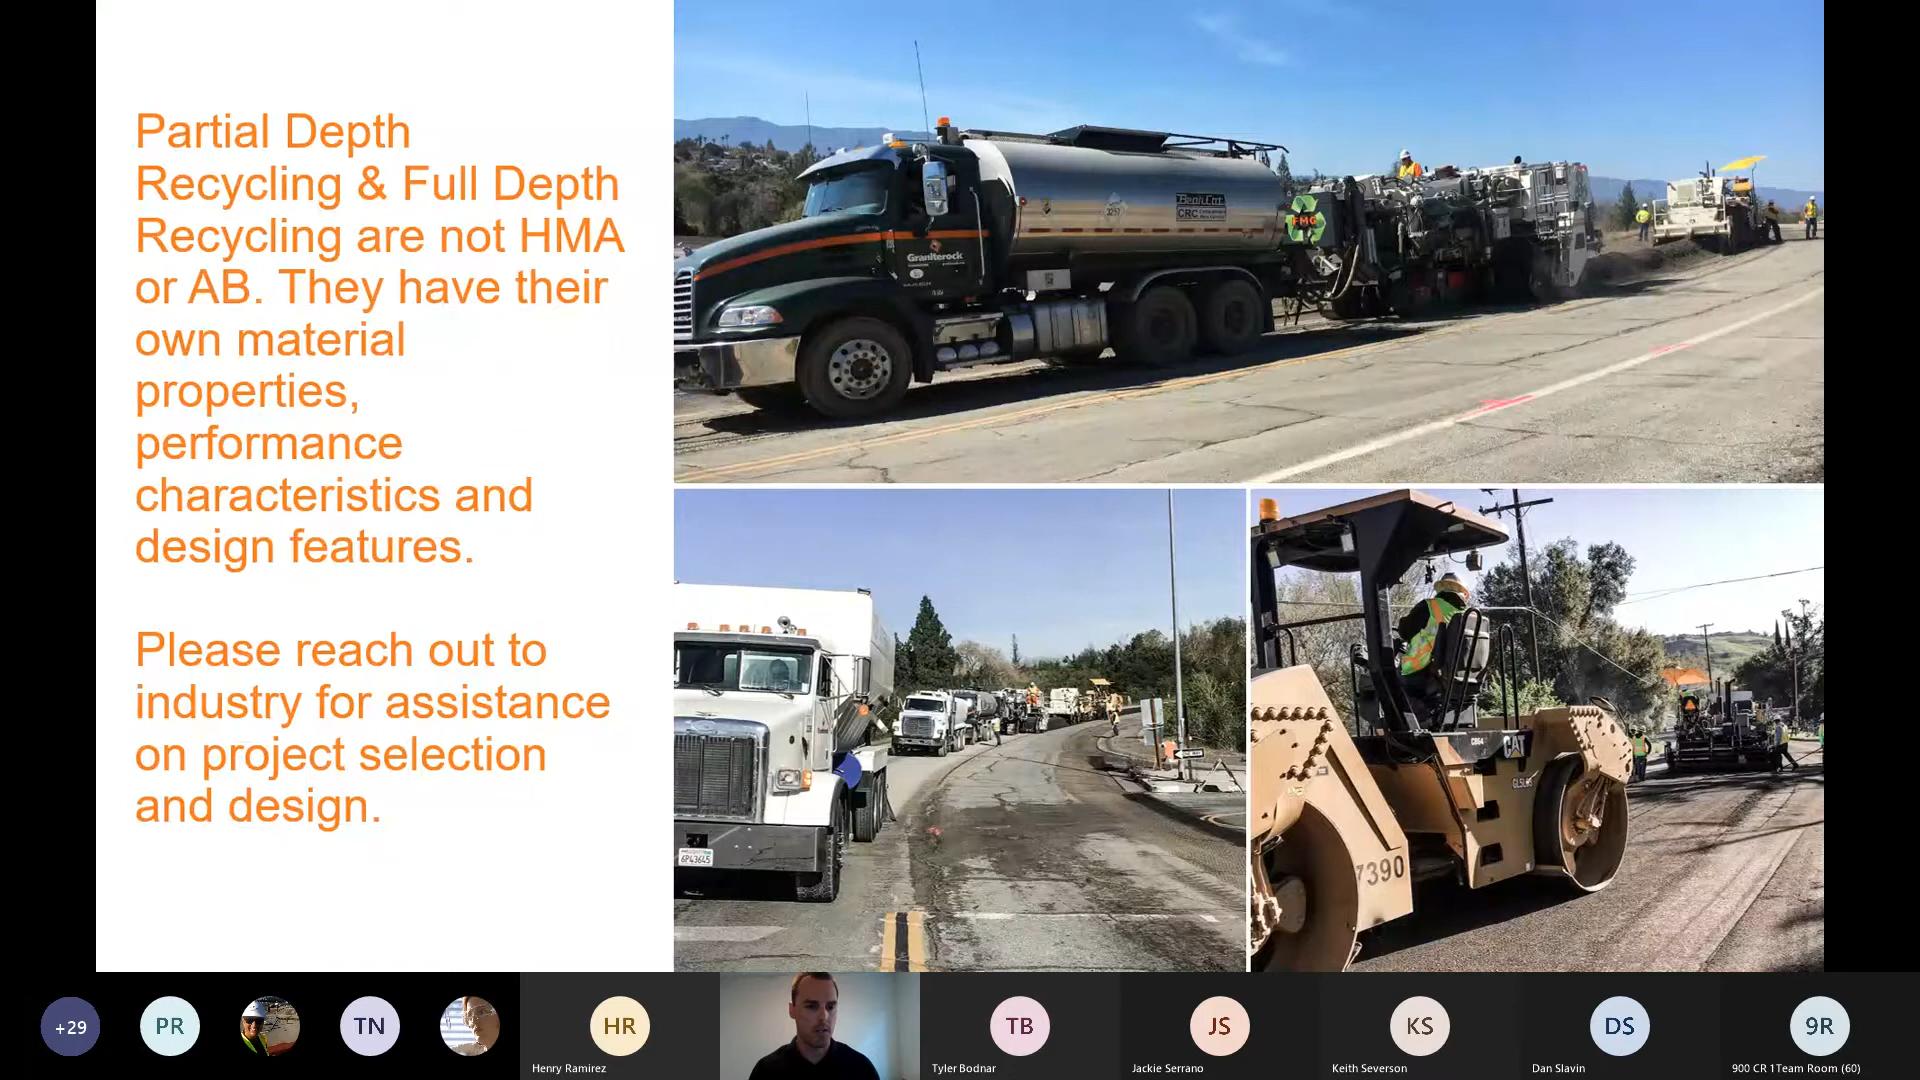 Partial Depth
Recycling & Full Depth
Recycling are not HMA
or AB. They have their
own material
properties,
performance
characteristics and
design features.
Please reach out to
industry for assistance
on project selection
and design.
Graniterock
3257
CRC
FMG
6P43645
CAT
7390
+29
PR
TN
HR
Henry Ramirez
TB
Tyler Bodnar
JS
Jackie Serrano
KS
Keith Severson
DS
Dan Slavin
9R
900 CR 1Team Room (60)